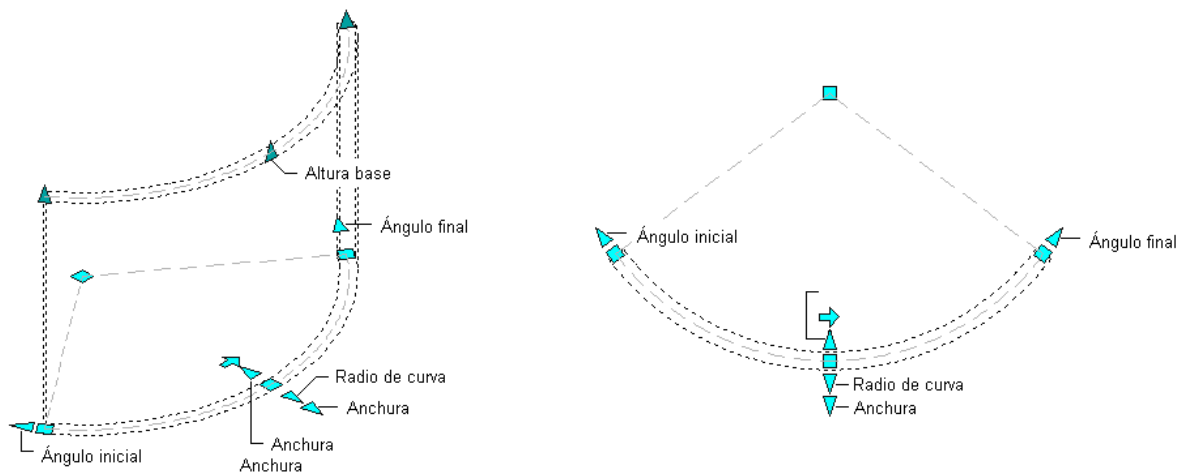 Altura base
Ángulo final
Radio de curva
Anchura
Anchura
Anchura
Ángulo inicial
Ángulo inicial
Ángulo final
Radio de curva
Anchura